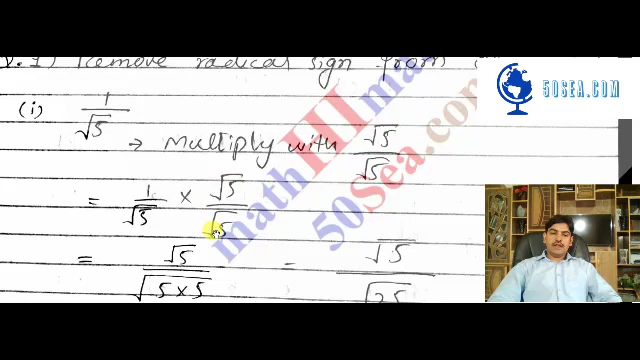 Remove radical sign from
50SEA.COM
(i) 1/√5
→ Multiply with √5/√5
= 1/√5 × √5/√5
= √5/√(5×5) = √5/√25
mathHIma
50Sea.com